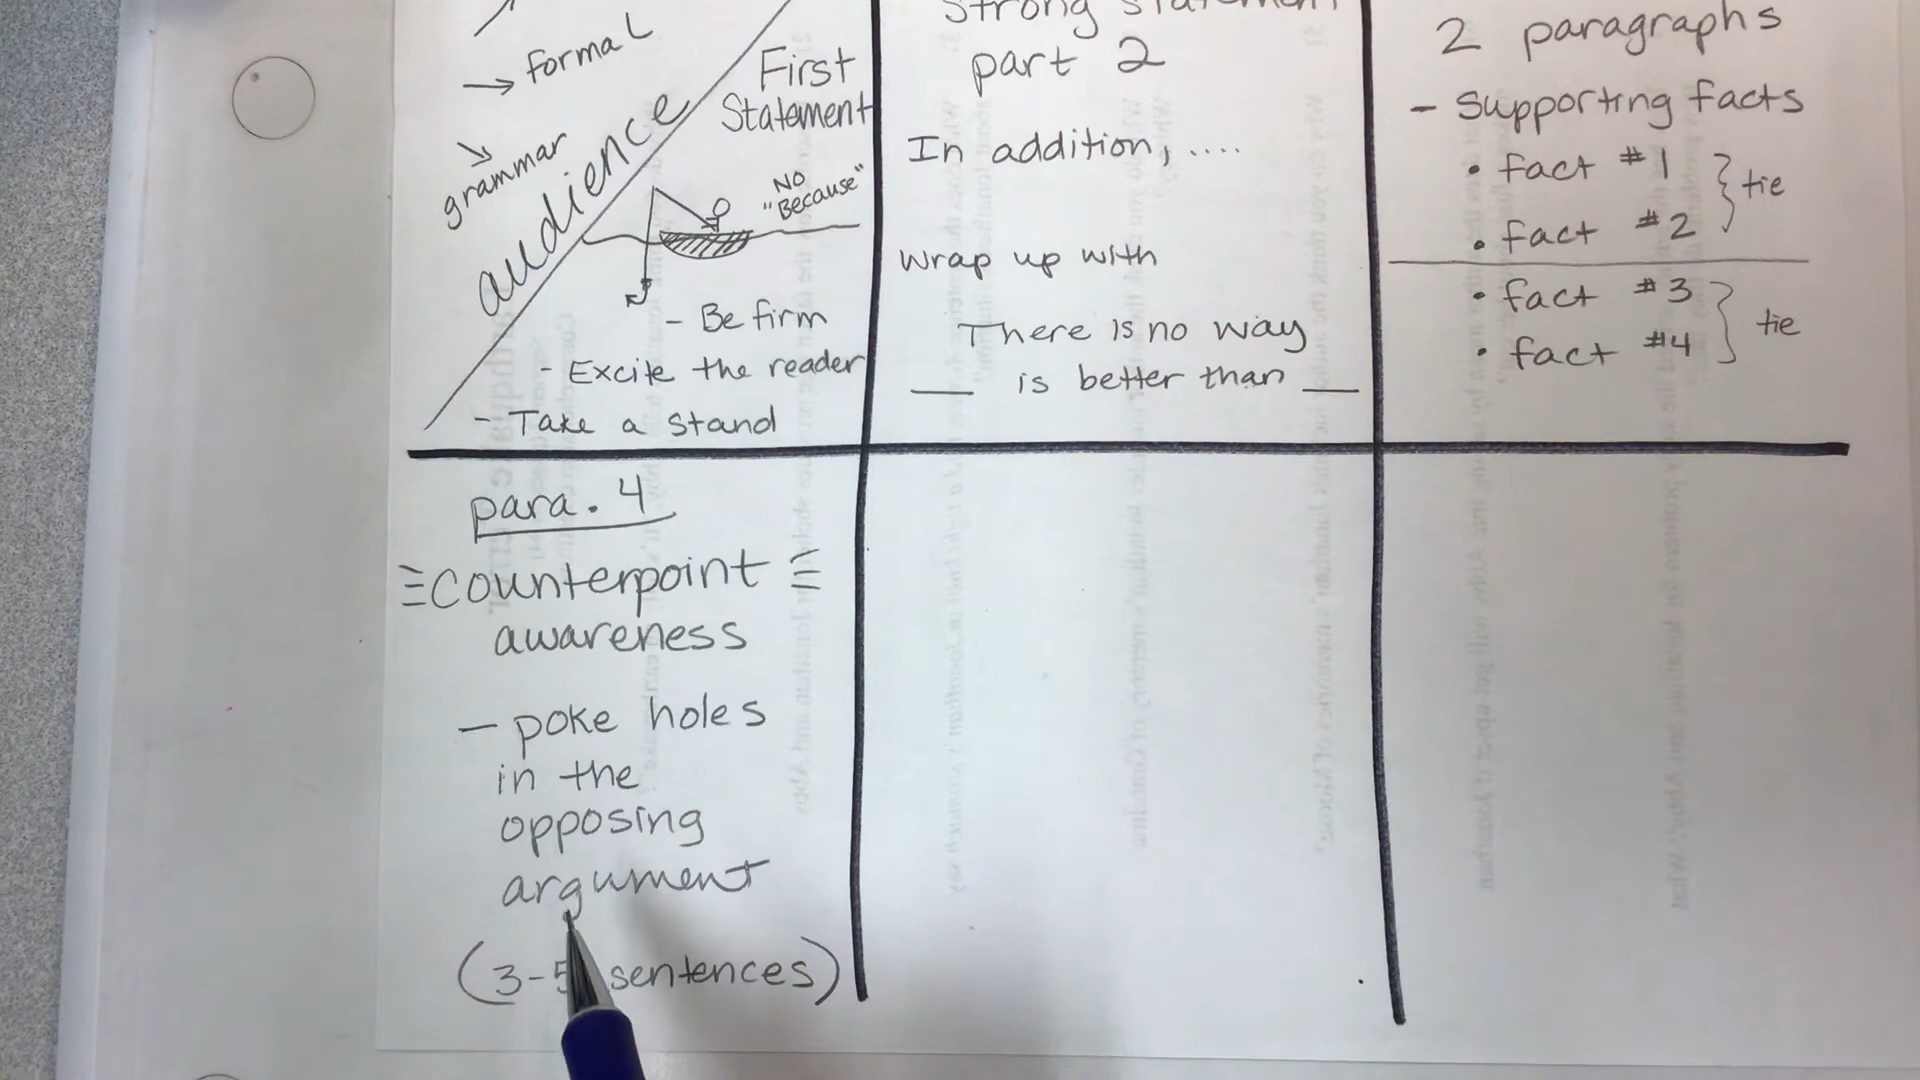 → formal
↘ grammar
audience
First
Statement
NO
"Because"
- Be firm
- Excite the reader
- Take a stand
Strong statement
part 2
In addition, ....
Wrap up with
There is no way
___ is better than ___
2 paragraphs
- Supporting facts
• fact #1
• fact #2
} tie
• fact #3
• fact #4
} tie
para. 4
counterpoint
awareness
- poke holes
in the
opposing
argument
(3-5 sentences)